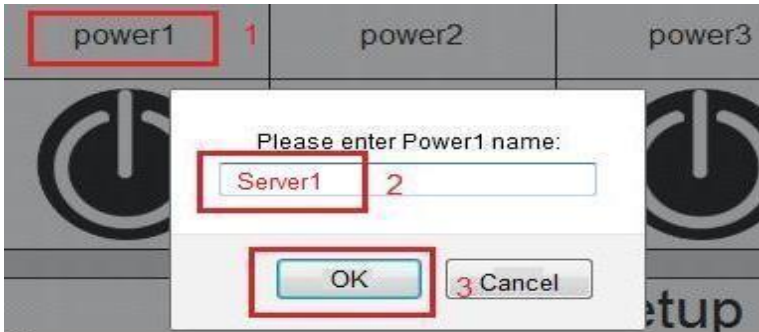 power1 1 power2 power3
Please enter Power1 name:
Server1 2
OK 3 Cancel
etup